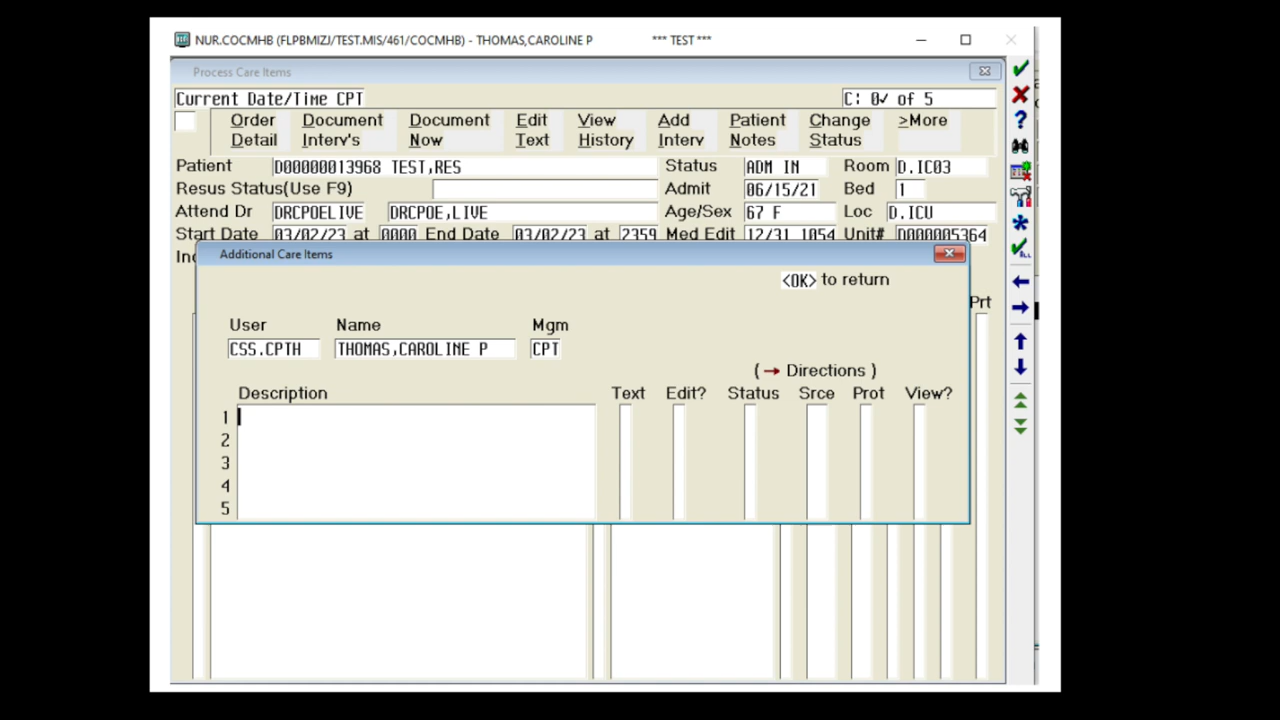 NUR.COCMHB (FLPBMIZJ/TEST.MIS/461/COCMHB) - THOMAS,CAROLINE P *** TEST ***
Process Care Items
Current Date/Time CPT C: 0✓ of 5
Order Detail Document Interv's Document Now Edit Text View History Add Interv Patient Notes Change Status >More
Patient D00000013968 TEST,RES Status ADM IN Room D.IC03
Resus Status(Use F9) Admit 06/15/21 Bed 1
Attend Dr DRCPOELIVE DRCPOE,LIVE Age/Sex 67 F Loc D.ICU
Start Date 03/02/23 at 0000 End Date 03/02/23 at 2359 Med Edit 12/31 1054 Unit# D000005364
Inc
Additional Care Items
<OK> to return
Prt
User Name Mgm
CSS.CPTH THOMAS,CAROLINE P CPT
( → Directions )
Description Text Edit? Status Srce Prot View?
1
2
3
4
5
ALL